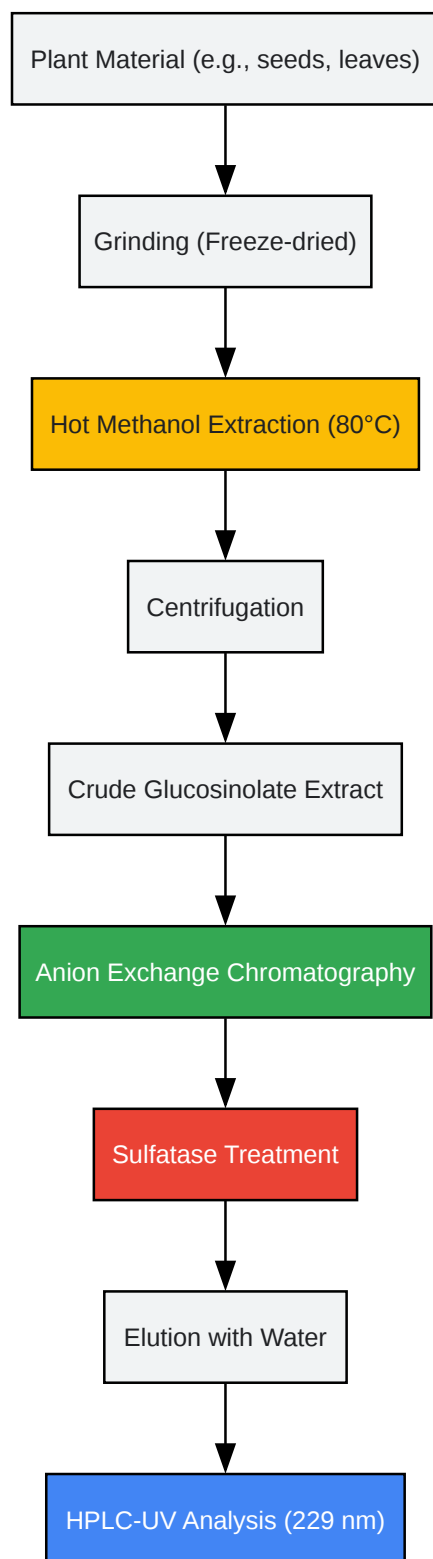 Plant Material (e.g., seeds, leaves)
Grinding (Freeze-dried)
Hot Methanol Extraction (80°C)
Centrifugation
Crude Glucosinolate Extract
Anion Exchange Chromatography
Sulfatase Treatment
Elution with Water
HPLC-UV Analysis (229 nm)